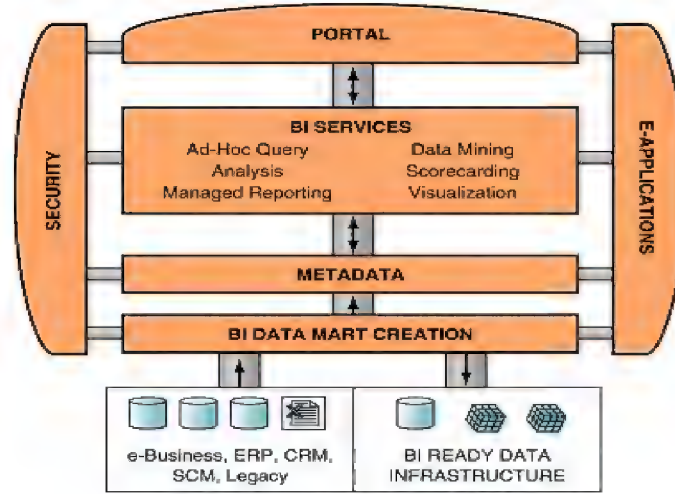 PORTAL
SECURITY
E-APPLICATIONS
BI SERVICES
Ad-Hoc Query
Analysis
Managed Reporting
Data Mining
Scorecarding
Visualization
METADATA
BI DATA MART CREATION
e-Business, ERP, CRM,
SCM, Legacy
BI READY DATA
INFRASTRUCTURE